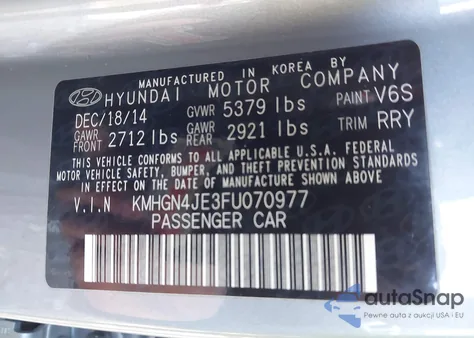 MANUFACTURED IN KOREA BY
HYUNDAI MOTOR COMPANY
DEC/18/14 GVWR 5379 lbs PAINT V6S
GAWR FRONT 2712 lbs GAWR REAR 2921 lbs TRIM RRY
THIS VEHICLE CONFORMS TO ALL APPLICABLE U.S.A. FEDERAL
MOTOR VEHICLE SAFETY, BUMPER, AND THEFT PREVENTION STANDARDS
IN EFFECT ON THE DATE OF MANUFACTURE SHOWN ABOVE.
V.I.N KMHGN4JE3FU070977
PASSENGER CAR
autoSnap
Pewne auta z aukcji USA i EU